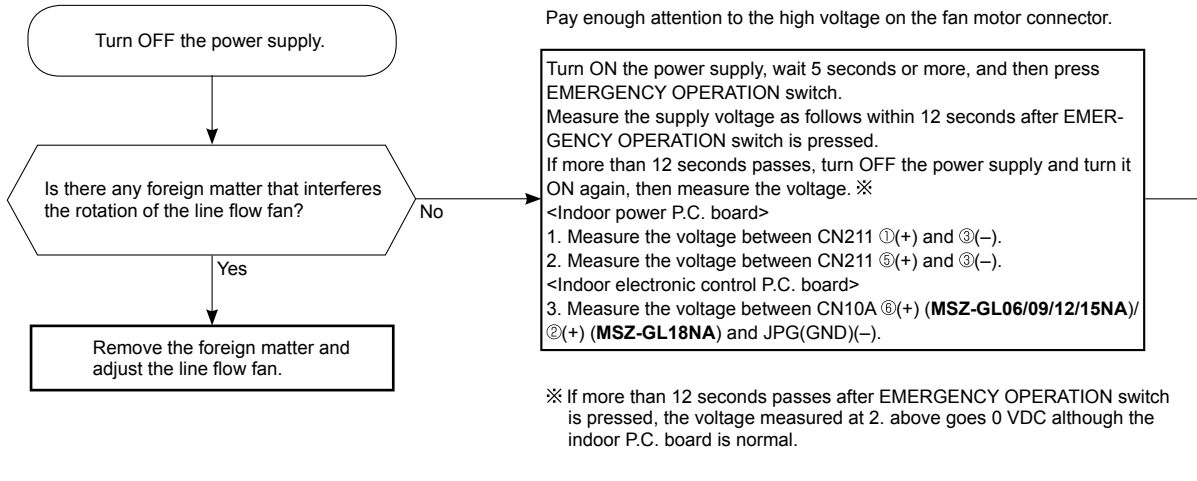 Turn OFF the power supply.
Is there any foreign matter that interferes
the rotation of the line flow fan?
No
Yes
Remove the foreign matter and
adjust the line flow fan.
Pay enough attention to the high voltage on the fan motor connector.
Turn ON the power supply, wait 5 seconds or more, and then press
EMERGENCY OPERATION switch.
Measure the supply voltage as follows within 12 seconds after EMER-
GENCY OPERATION switch is pressed.
If more than 12 seconds passes, turn OFF the power supply and turn it
ON again, then measure the voltage. ※
<Indoor power P.C. board>
1. Measure the voltage between CN211 ①(+) and ③(–).
2. Measure the voltage between CN211 ⑤(+) and ③(–).
<Indoor electronic control P.C. board>
3. Measure the voltage between CN10A ⑥(+) (MSZ-GL06/09/12/15NA)/
②(+) (MSZ-GL18NA) and JPG(GND)(–).
※ If more than 12 seconds passes after EMERGENCY OPERATION switch
is pressed, the voltage measured at 2. above goes 0 VDC although the
indoor P.C. board is normal.